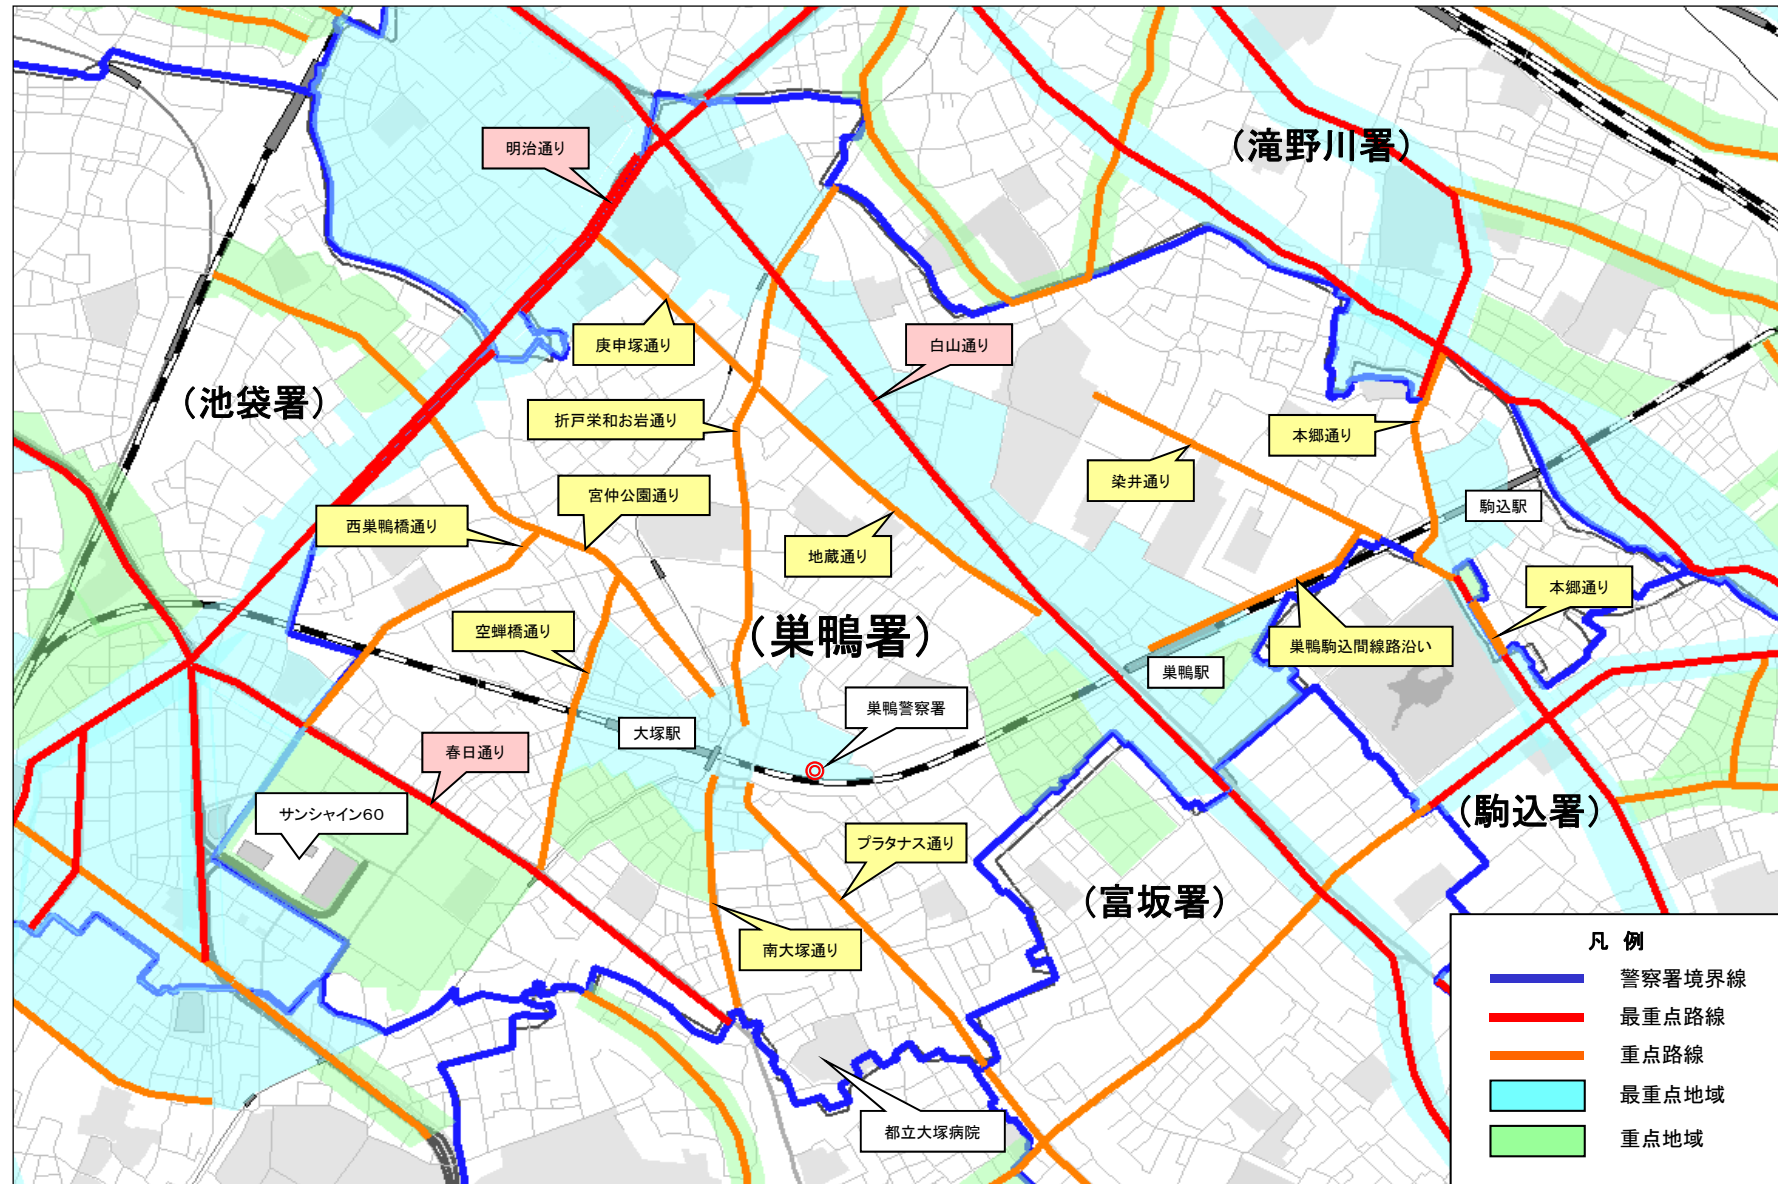 (滝野川署)
明治通り
庚申塚通り
白山通り
(池袋署)
折戸栄和お岩通り
本郷通り
染井通り
宮仲公園通り
駒込駅
西巣鴨橋通り
地蔵通り
本郷通り
空蝉橋通り
(巣鴨署)
巣鴨駒込間線路沿い
巣鴨駅
巣鴨警察署
大塚駅
春日通り
サンシャイン60
(駒込署)
プラタナス通り
(富坂署)
南大塚通り
都立大塚病院
凡 例
警察署境界線
最重点路線
重点路線
最重点地域
重点地域